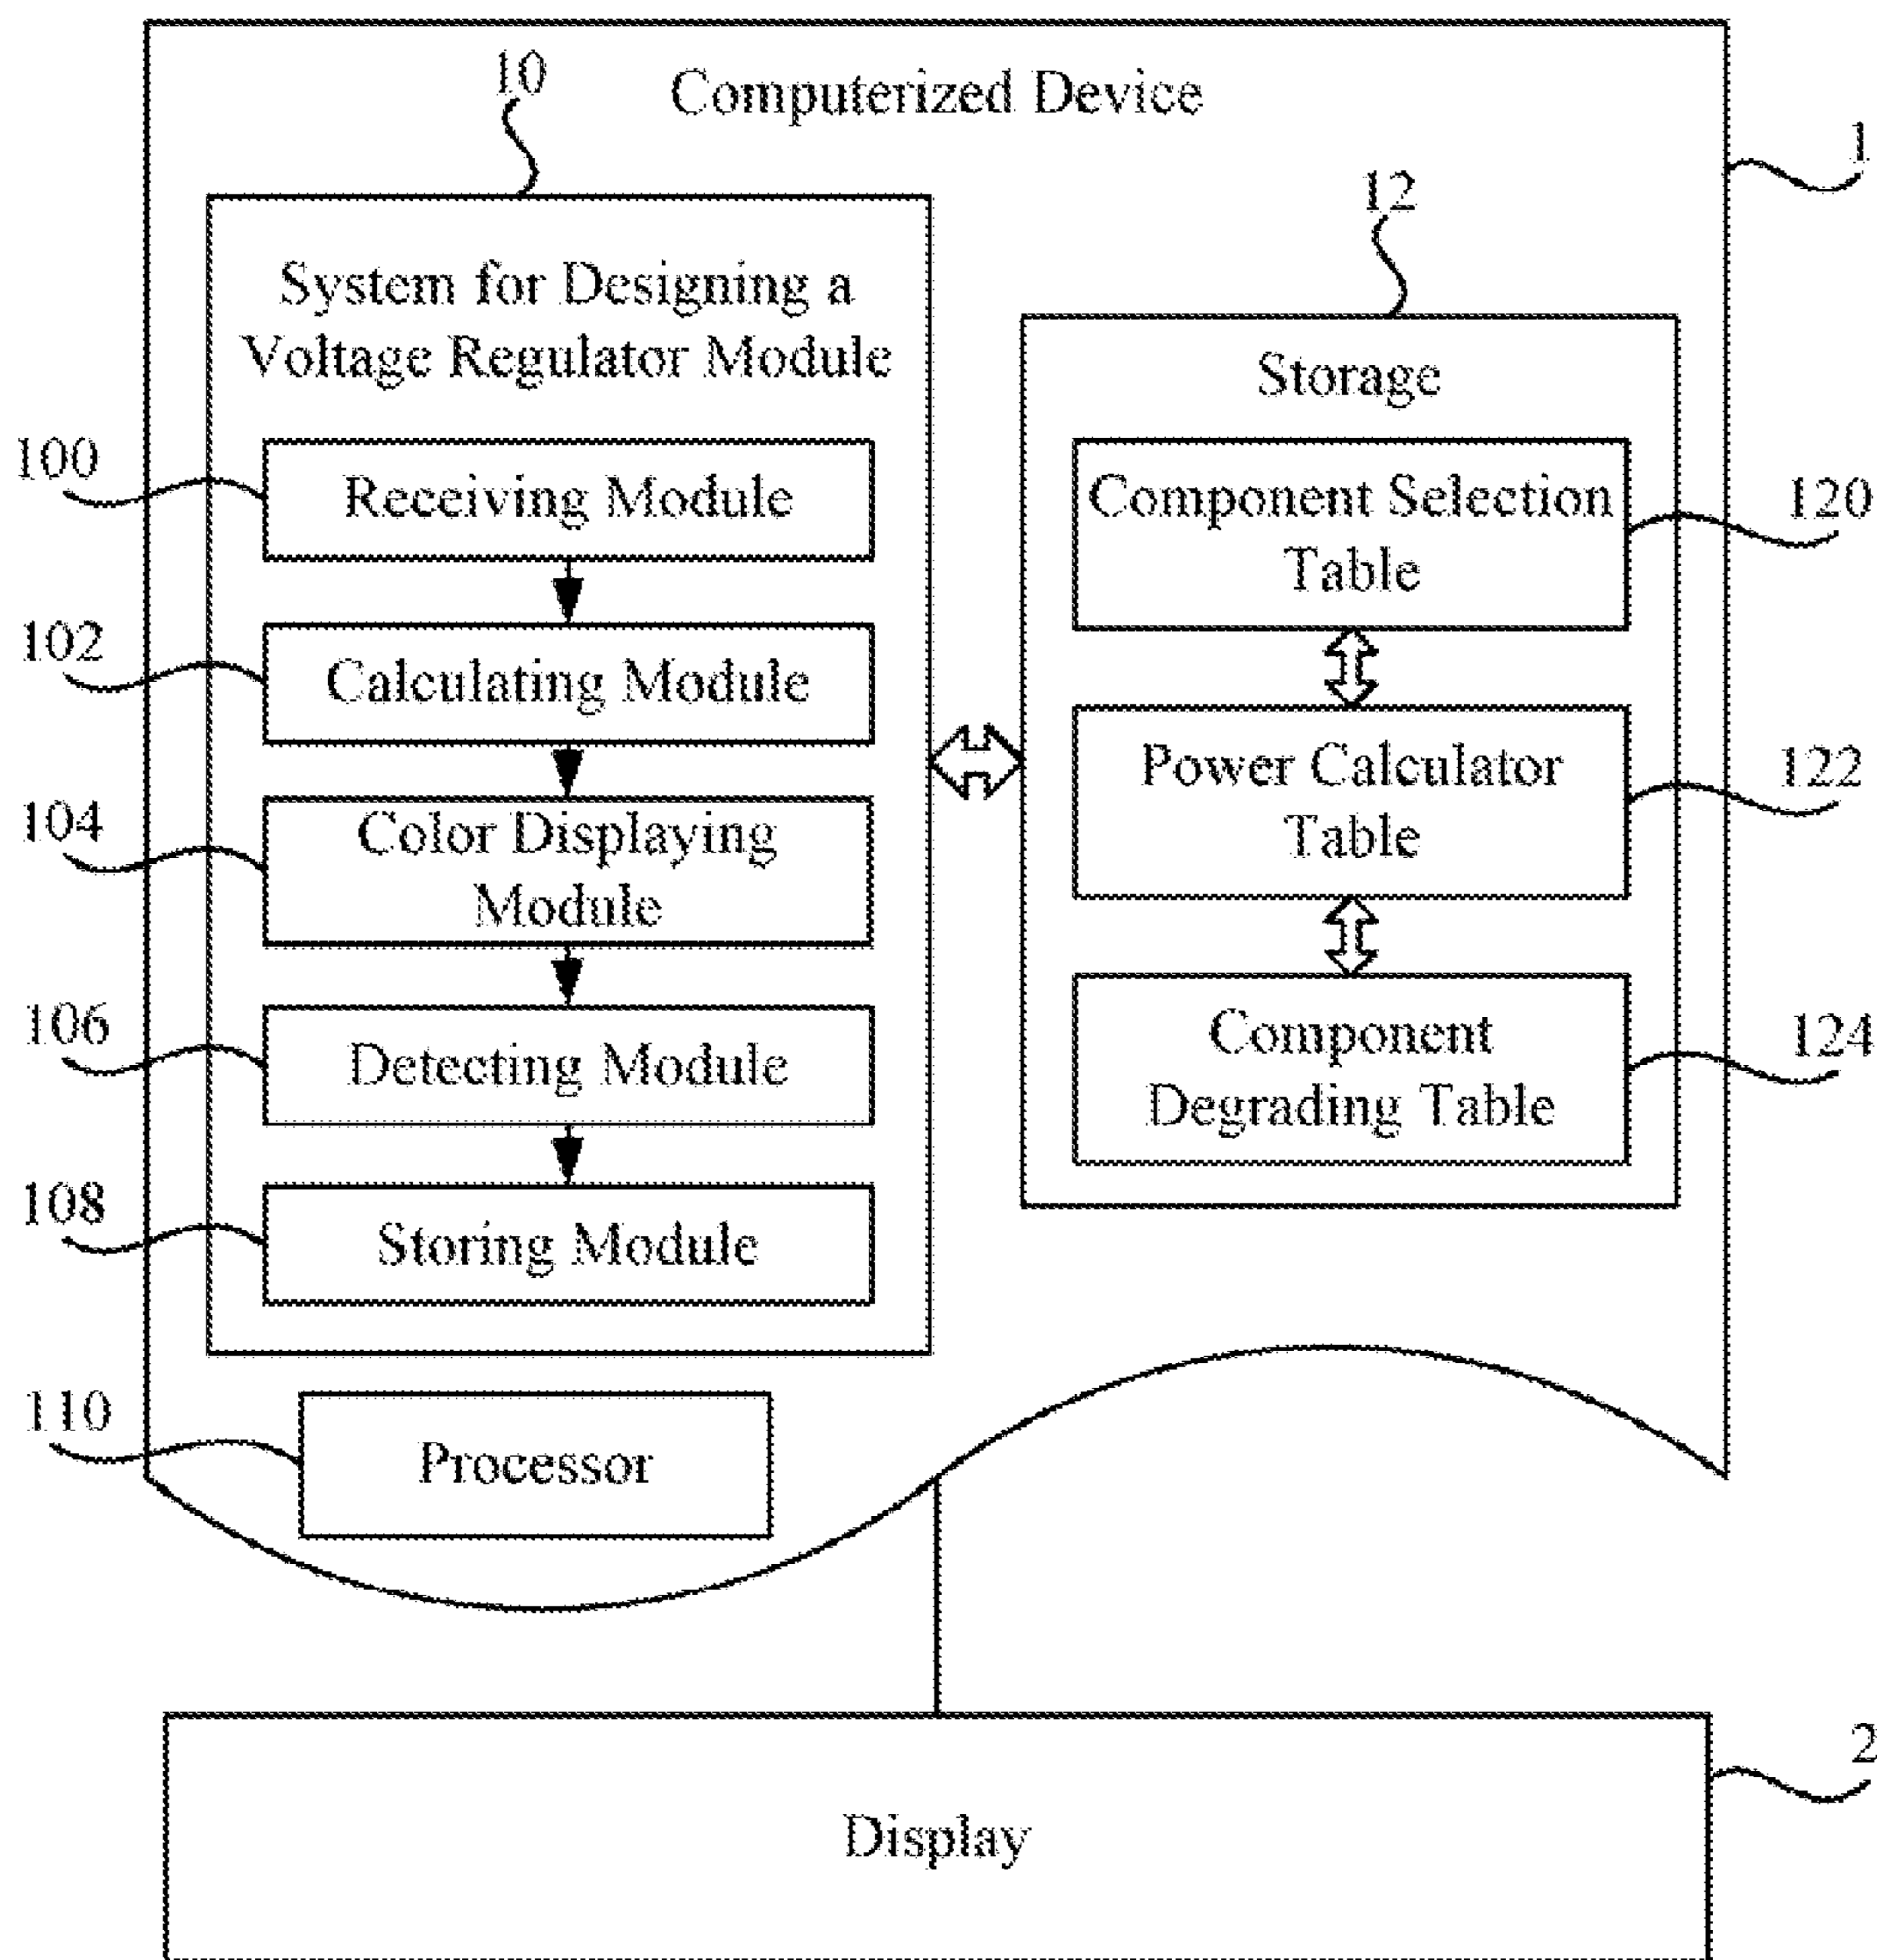 Computerized Device
1
10
System for Designing a
Voltage Regulator Module
100
Receiving Module
102
Calculating Module
104
Color Displaying
Module
106
Detecting Module
108
Storing Module
12
Storage
Component Selection
Table
120
Power Calculator
Table
122
Component
Degrading Table
124
110
Processor
2
Display